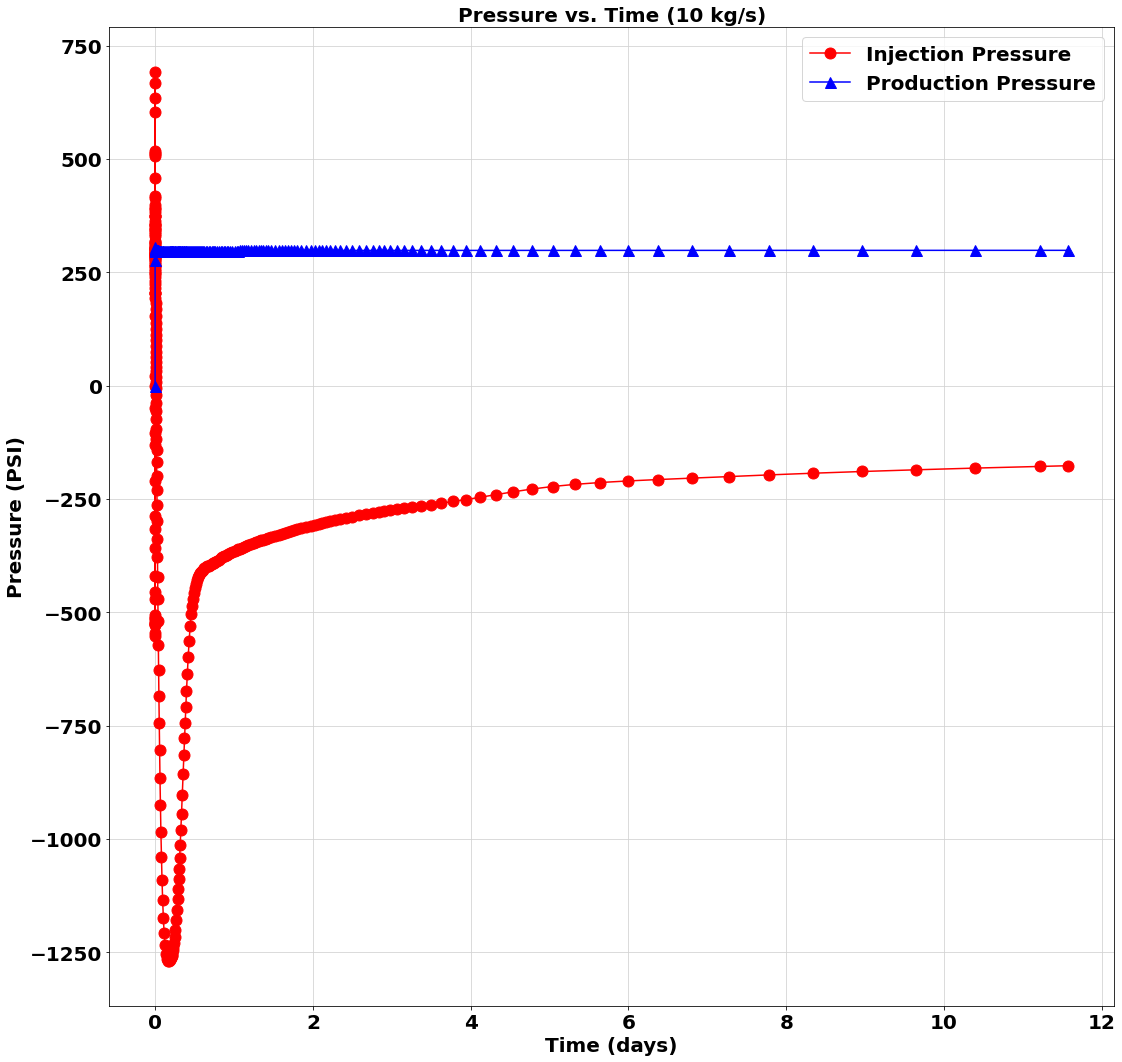 Pressure vs. Time (10 kg/s)
Injection Pressure
Production Pressure
Pressure (PSI)
750
500
250
0
−250
−500
−750
−1000
−1250
0 2 4 6 8 10 12
Time (days)